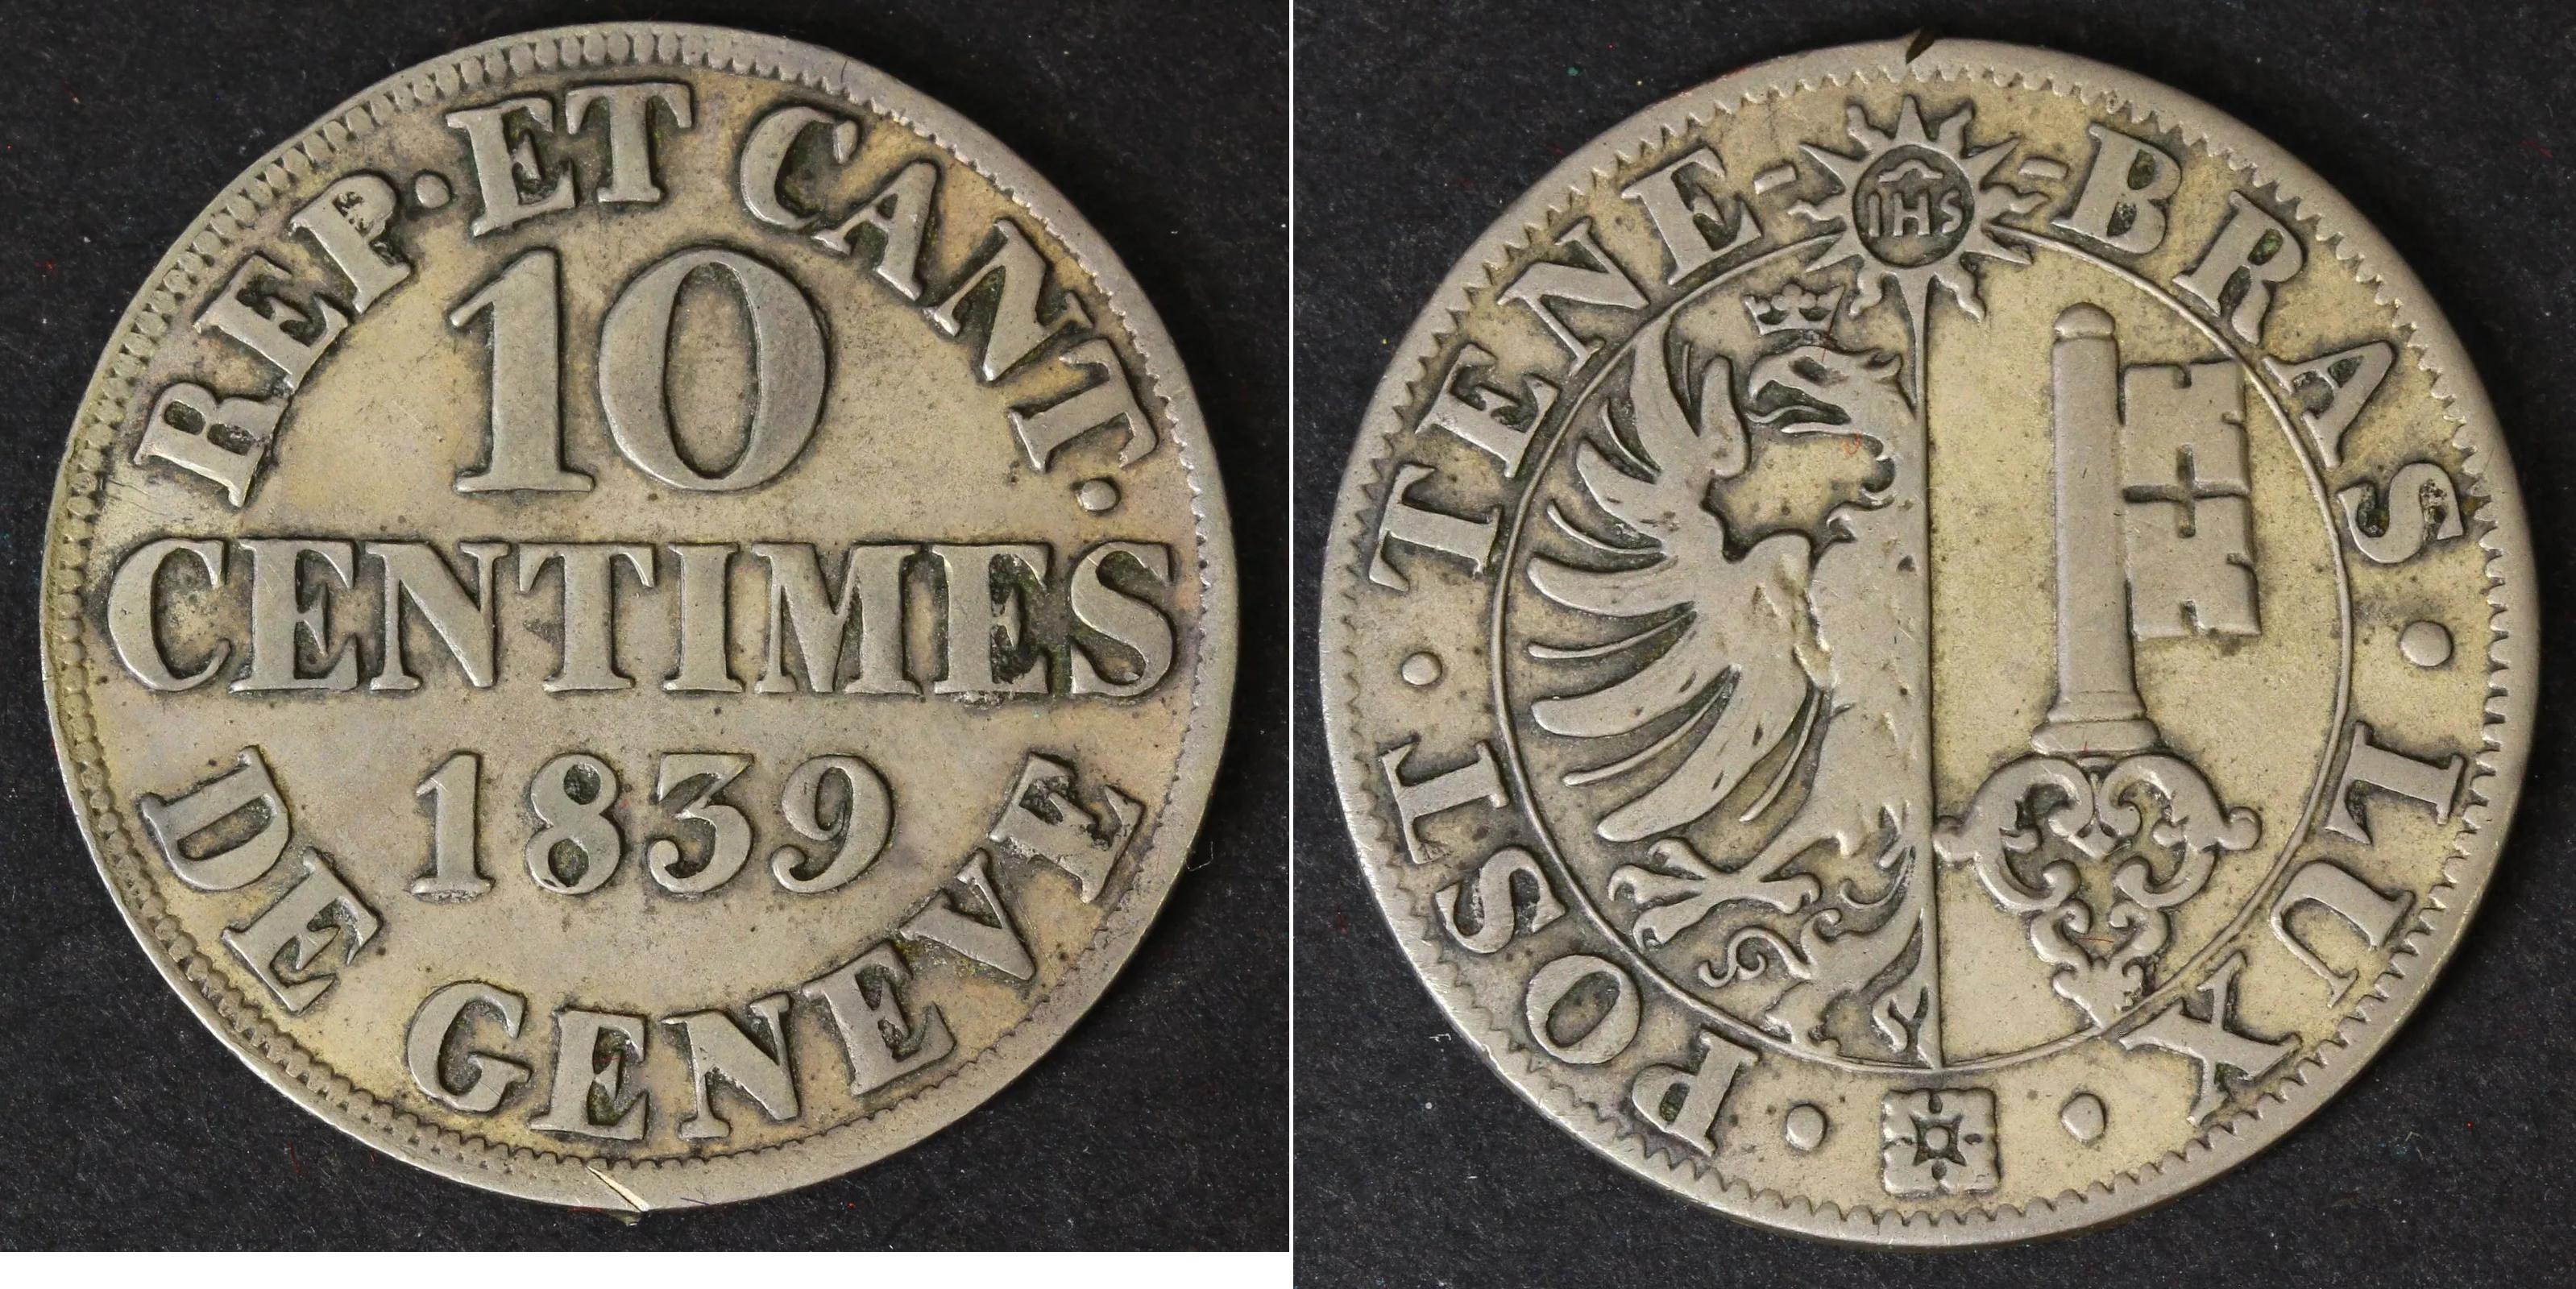 REP. ET CANT.
10
CENTIMES
1839
DE GENEVE
POST · TENE-BRAS · LUX
IHS